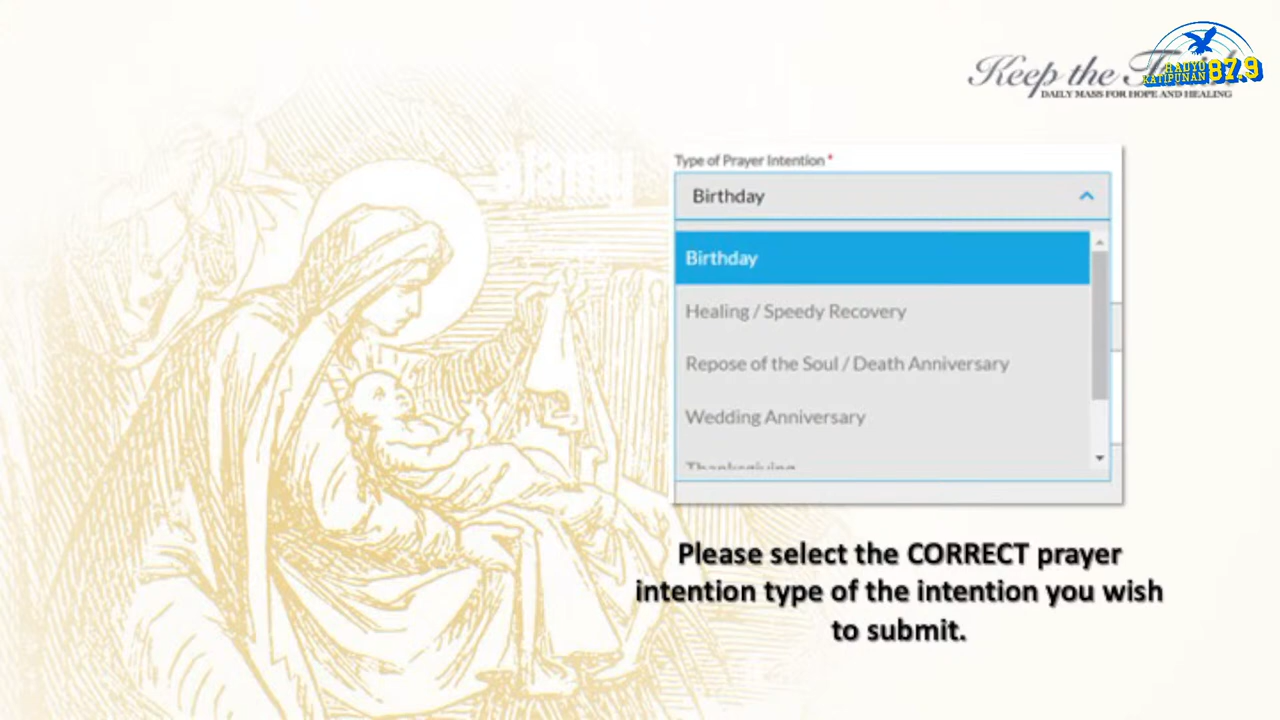 Keep the
RADYO
KATIPUNAN 87.9
DAILY MASS FOR HOPE AND HEALING
Type of Prayer Intention *
Birthday
Birthday
Healing / Speedy Recovery
Repose of the Soul / Death Anniversary
Wedding Anniversary
Thanksgiving
Please select the CORRECT prayer
intention type of the intention you wish
to submit.